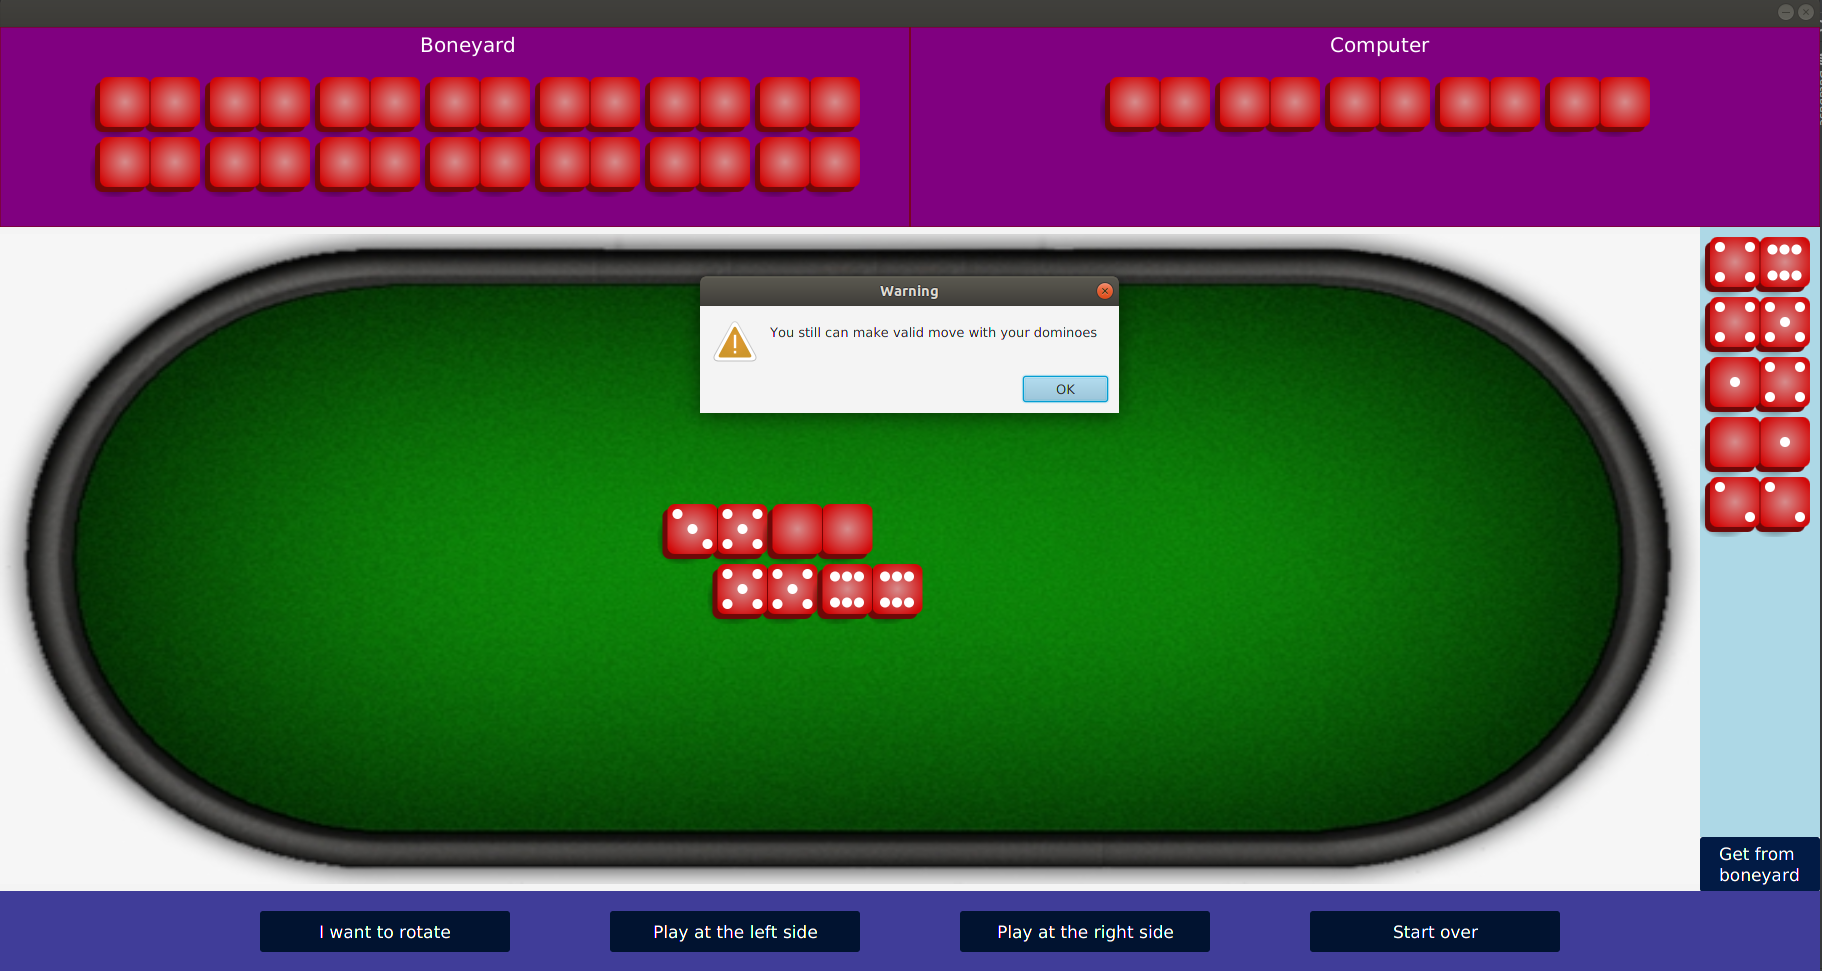 Boneyard
Computer
Warning
You still can make valid move with your dominoes
OK
Get from
boneyard
I want to rotate
Play at the left side
Play at the right side
Start over